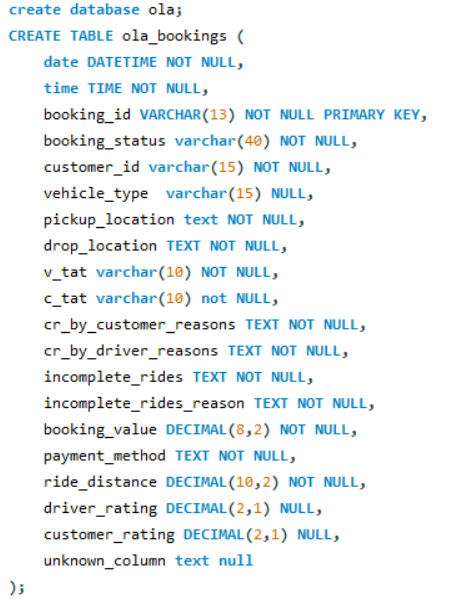 create database ola;
CREATE TABLE ola_bookings (
    date DATETIME NOT NULL,
    time TIME NOT NULL,
    booking_id VARCHAR(13) NOT NULL PRIMARY KEY,
    booking_status varchar(40) NOT NULL,
    customer_id varchar(15) NOT NULL,
    vehicle_type  varchar(15) NULL,
    pickup_location text NOT NULL,
    drop_location TEXT NOT NULL,
    v_tat varchar(10) NOT NULL,
    c_tat varchar(10) not NULL,
    cr_by_customer_reasons TEXT NOT NULL,
    cr_by_driver_reasons TEXT NOT NULL,
    incomplete_rides TEXT NOT NULL,
    incomplete_rides_reason TEXT NOT NULL,
    booking_value DECIMAL(8,2) NOT NULL,
    payment_method TEXT NOT NULL,
    ride_distance DECIMAL(10,2) NOT NULL,
    driver_rating DECIMAL(2,1) NULL,
    customer_rating DECIMAL(2,1) NULL,
    unknown_column text null
);